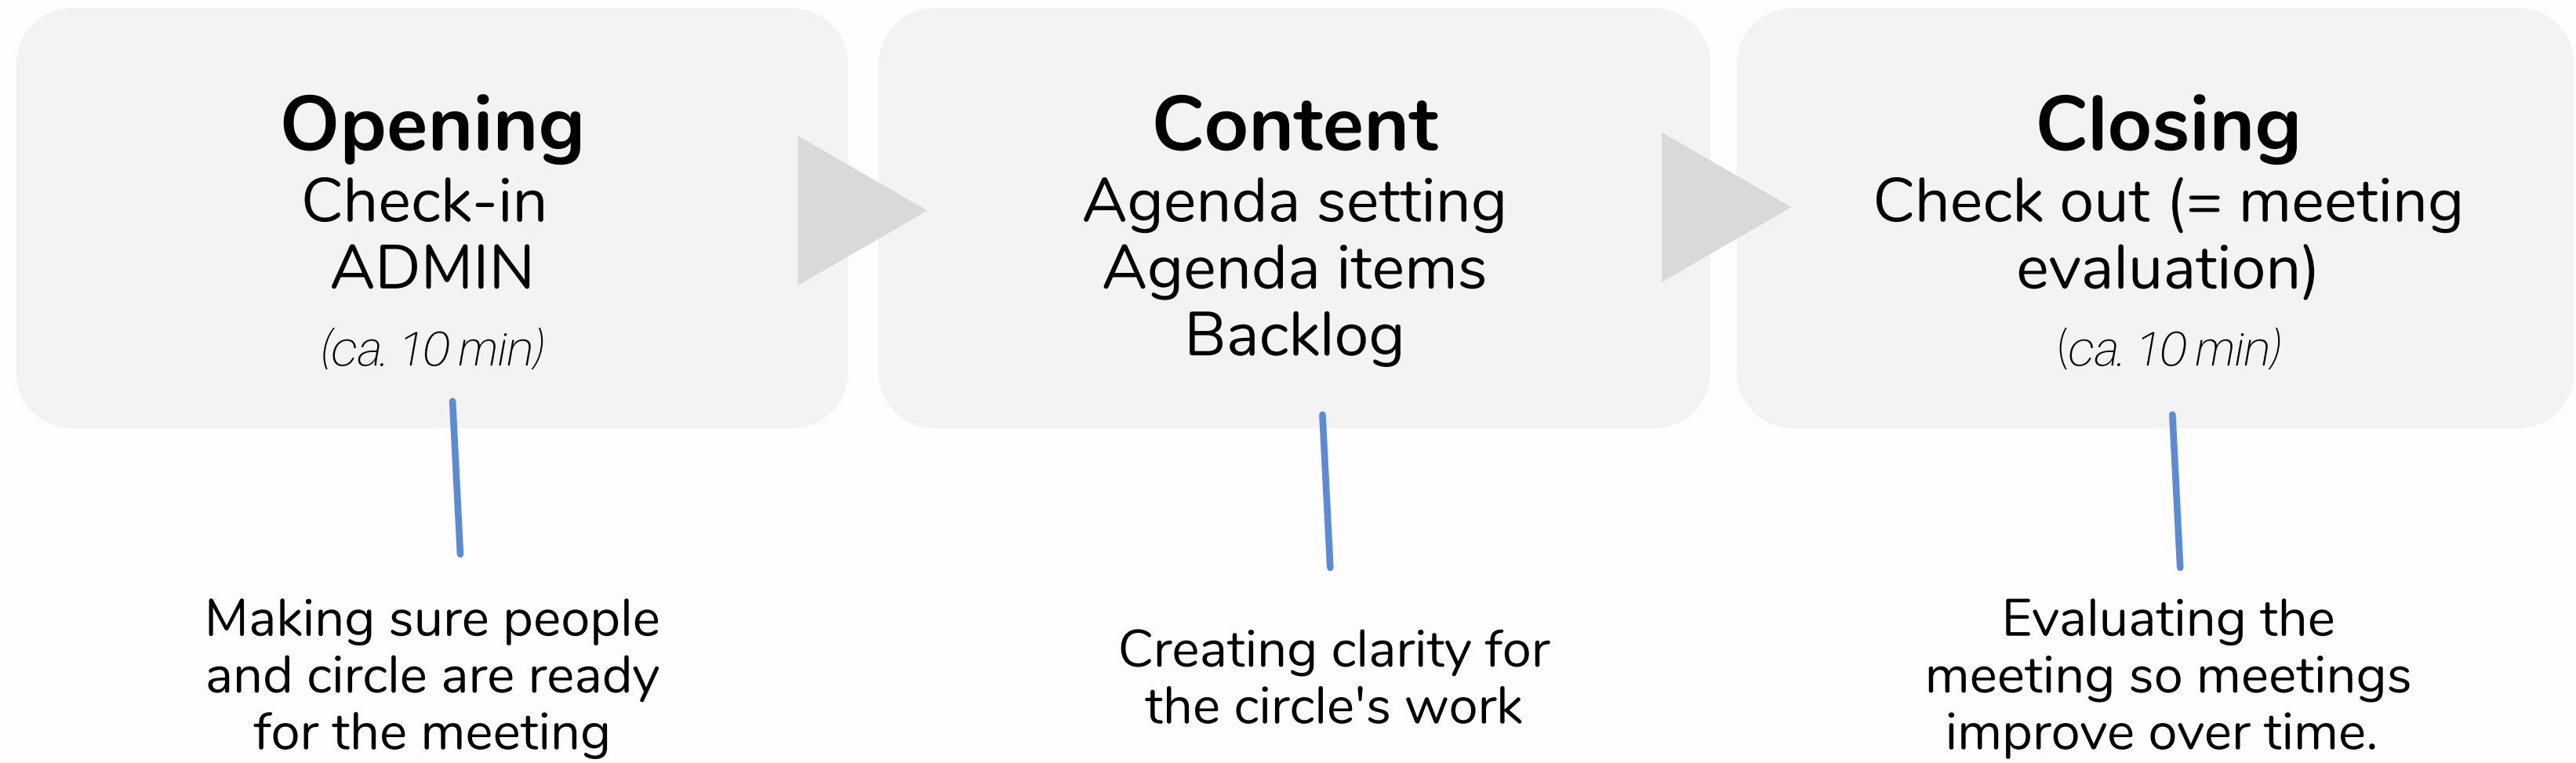 Opening
Check-in
ADMIN
(ca. 10 min)
Making sure people
and circle are ready
for the meeting
Content
Agenda setting
Agenda items
Backlog
Creating clarity for
the circle's work
Closing
Check out (= meeting
evaluation)
(ca. 10 min)
Evaluating the
meeting so meetings
improve over time.